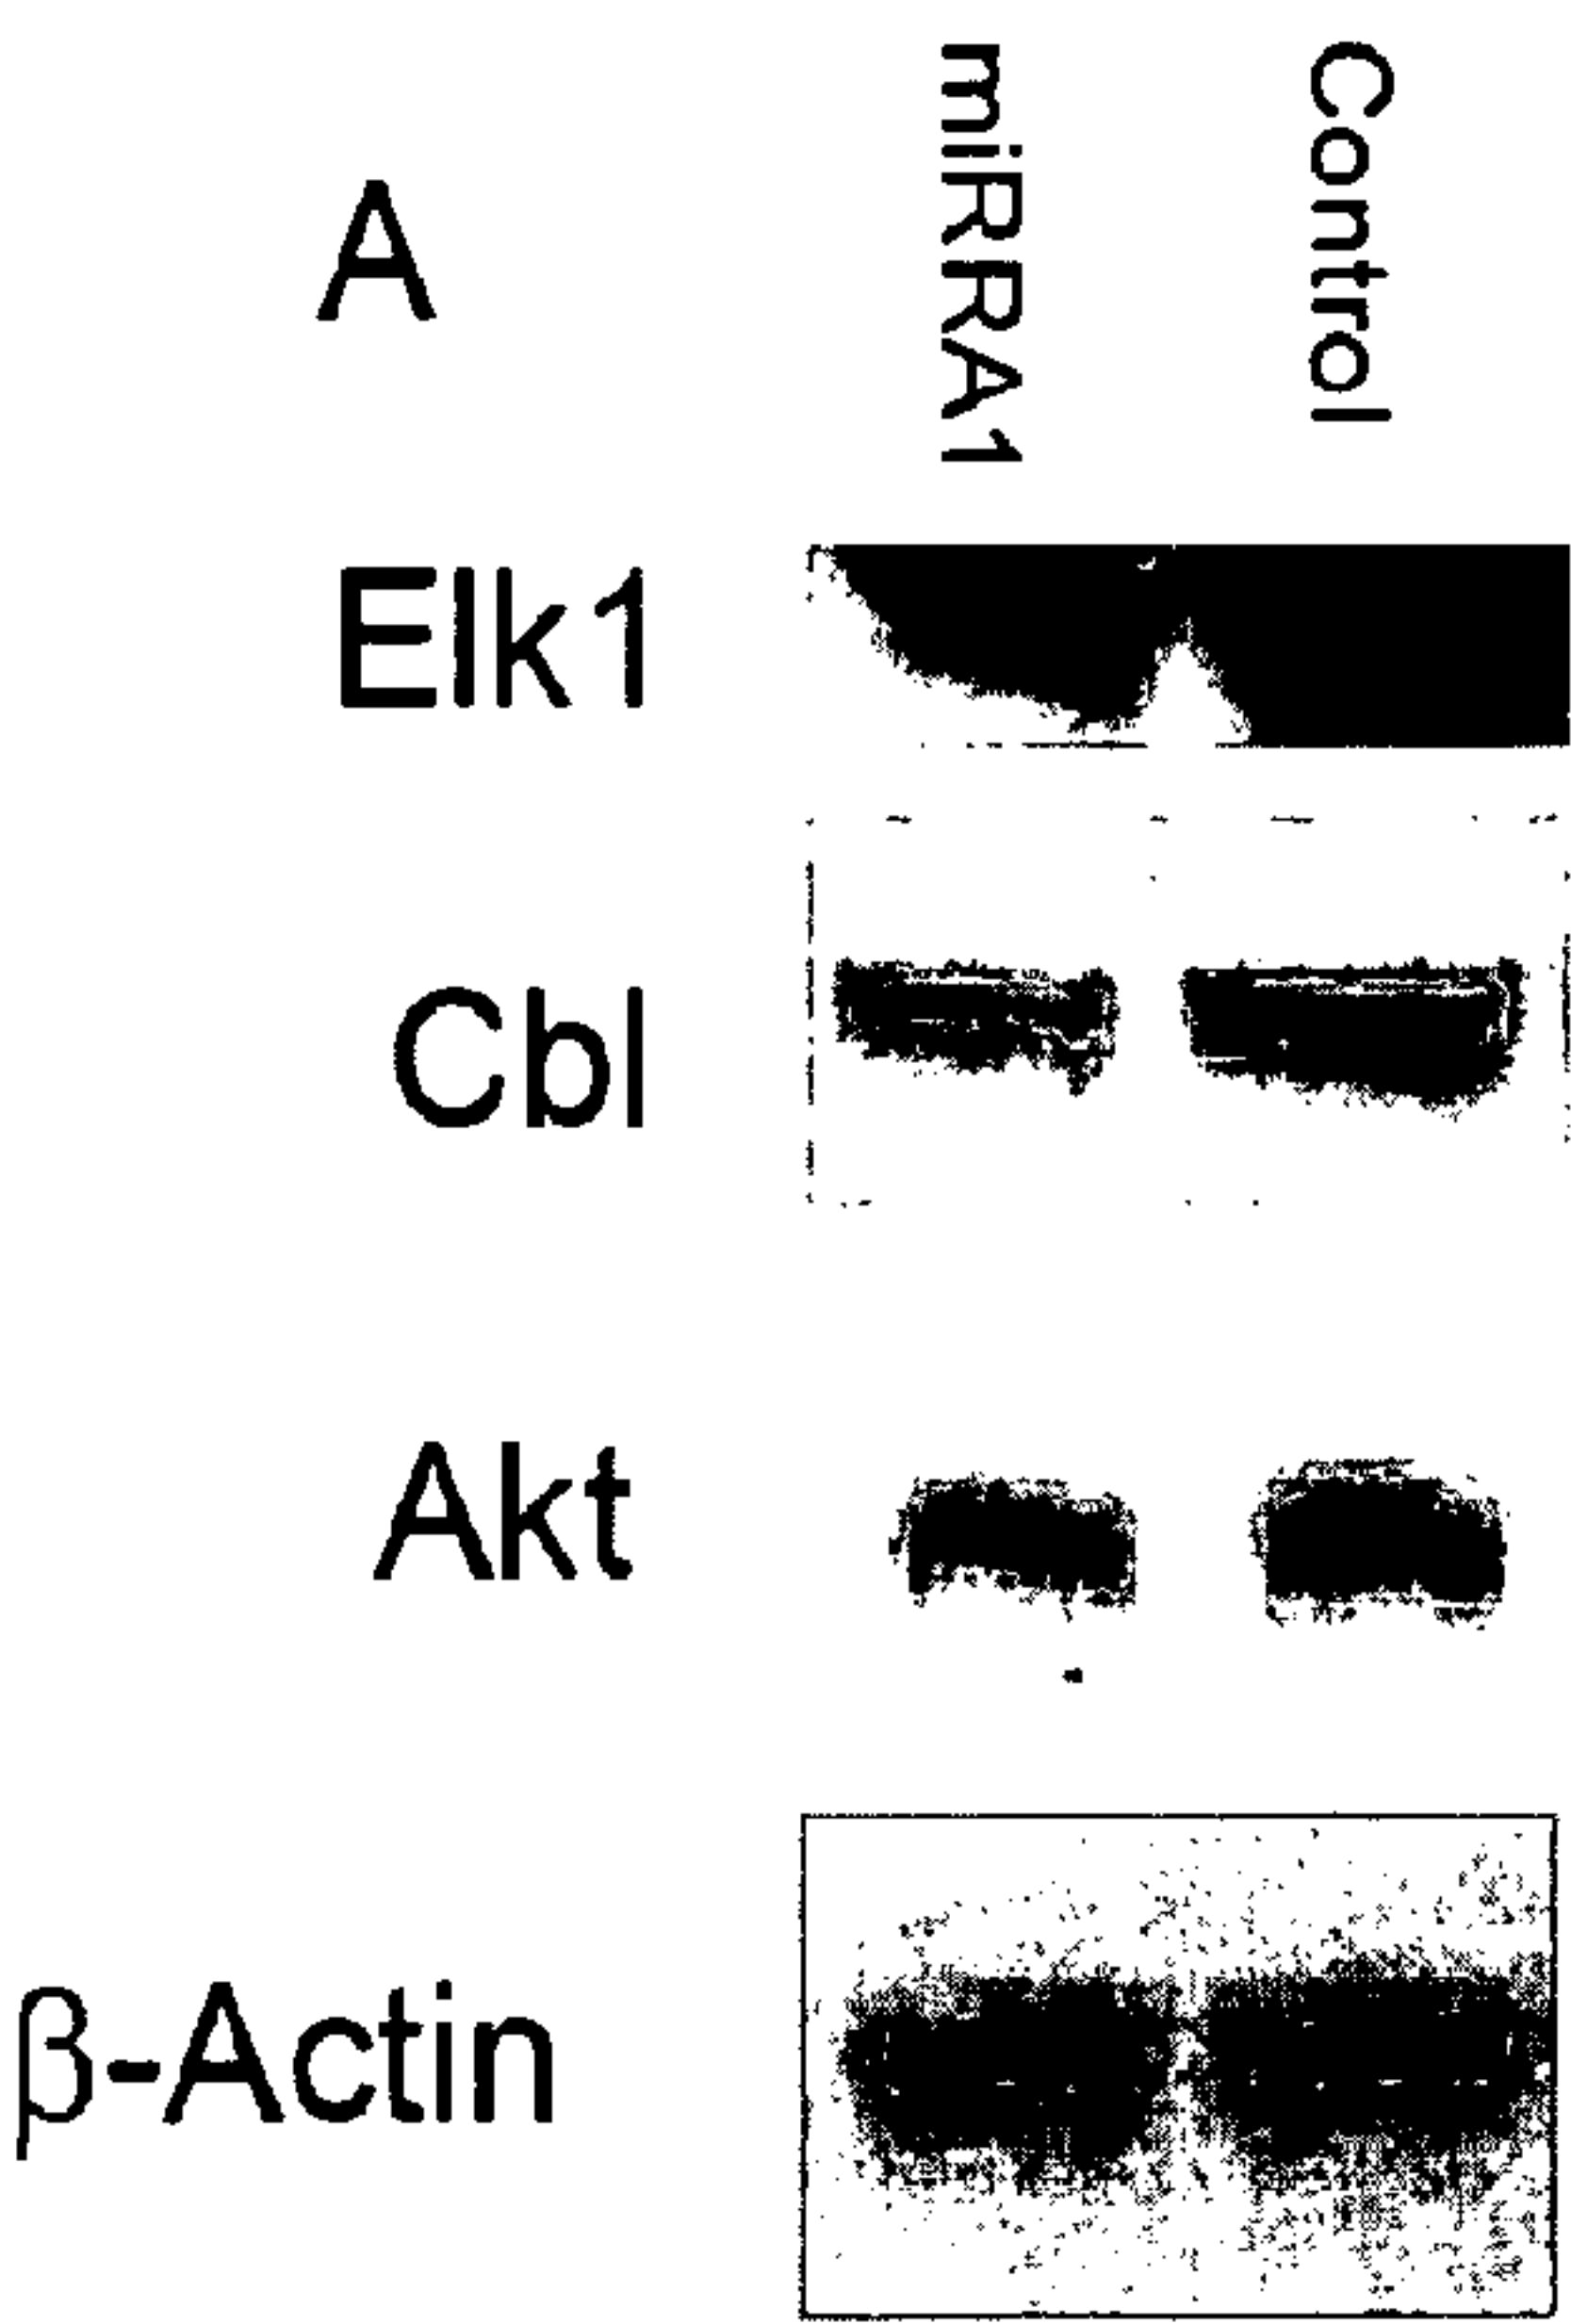 A
miRRA1
Control
Elk1
Cbl
Akt
β-Actin